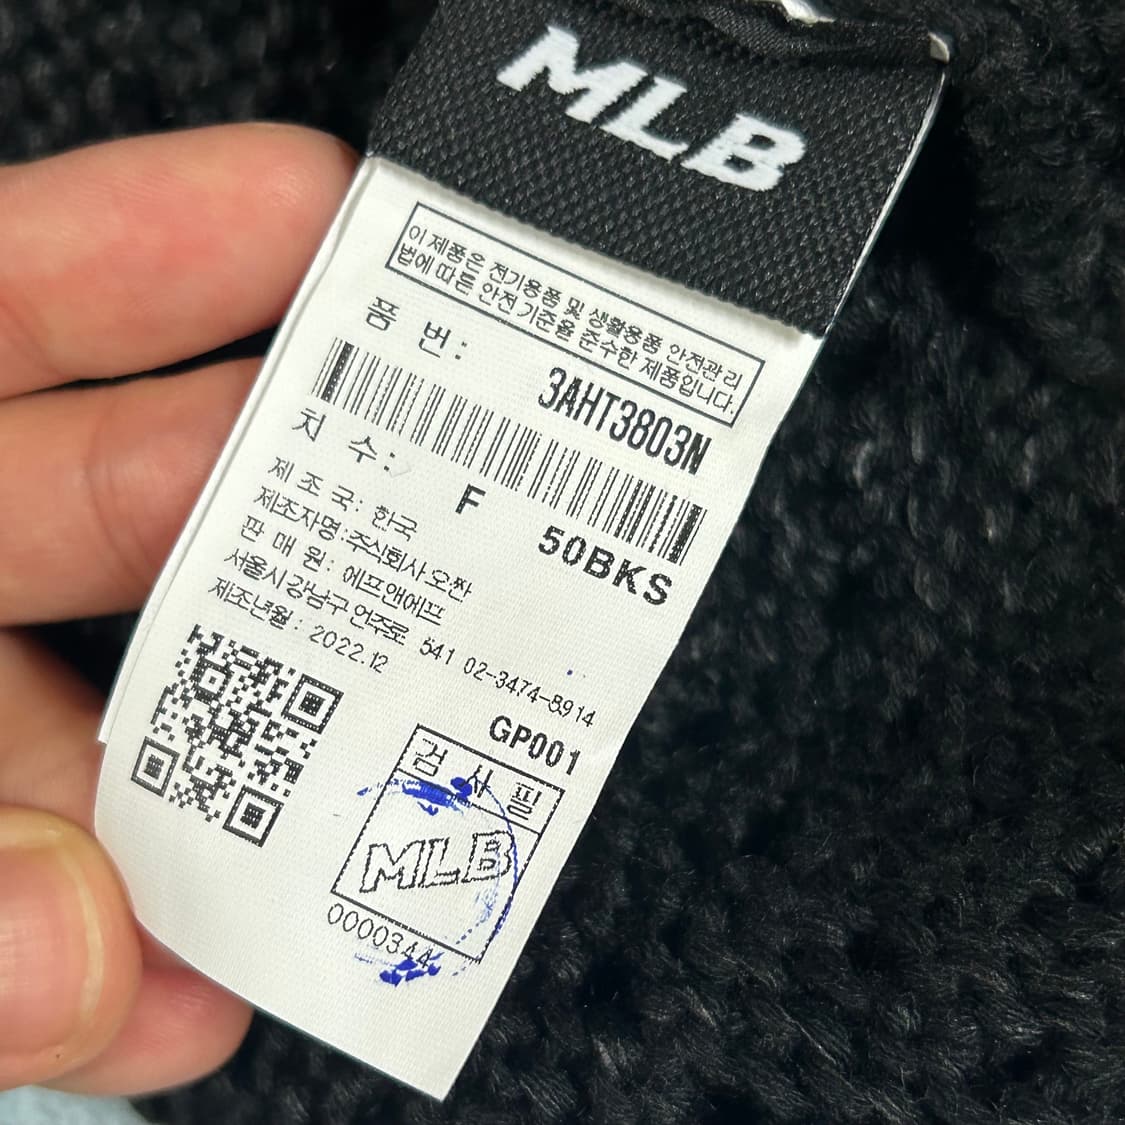 MLB
이 제품은 전기용품 및 생활용품 안전관리
법에 따른 안전기준을 준수한 제품입니다.
품 번 : 3AHT3803N
치 수 : F 50BKS
제 조 국 : 한국
제조자명 : 주식회사오짠
판 매 원 : 에프앤에프
서울시강남구 언주로 541 02-3474-8914
제조년월 : 2022.12
GP001
검 사 필
MLB
0000344